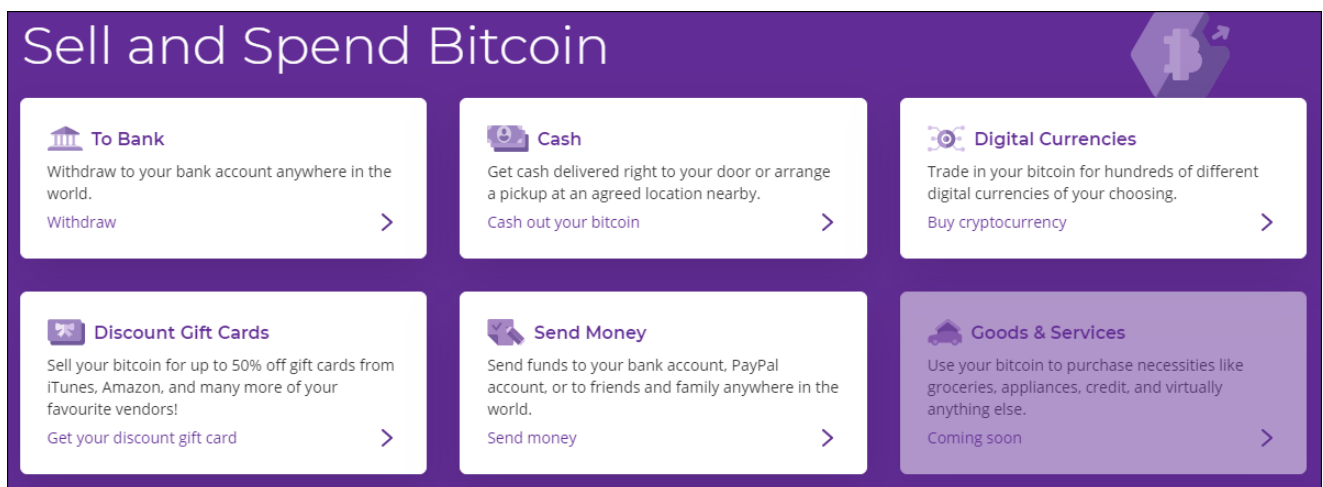 Sell and Spend Bitcoin
To Bank
Withdraw to your bank account anywhere in the
world.
Withdraw
Cash
Get cash delivered right to your door or arrange
a pickup at an agreed location nearby.
Cash out your bitcoin
Digital Currencies
Trade in your bitcoin for hundreds of different
digital currencies of your choosing.
Buy cryptocurrency
Discount Gift Cards
Sell your bitcoin for up to 50% off gift cards from
iTunes, Amazon, and many more of your
favourite vendors!
Get your discount gift card
Send Money
Send funds to your bank account, PayPal
account, or to friends and family anywhere in the
world.
Send money
Goods & Services
Use your bitcoin to purchase necessities like
groceries, appliances, credit, and virtually
anything else.
Coming soon